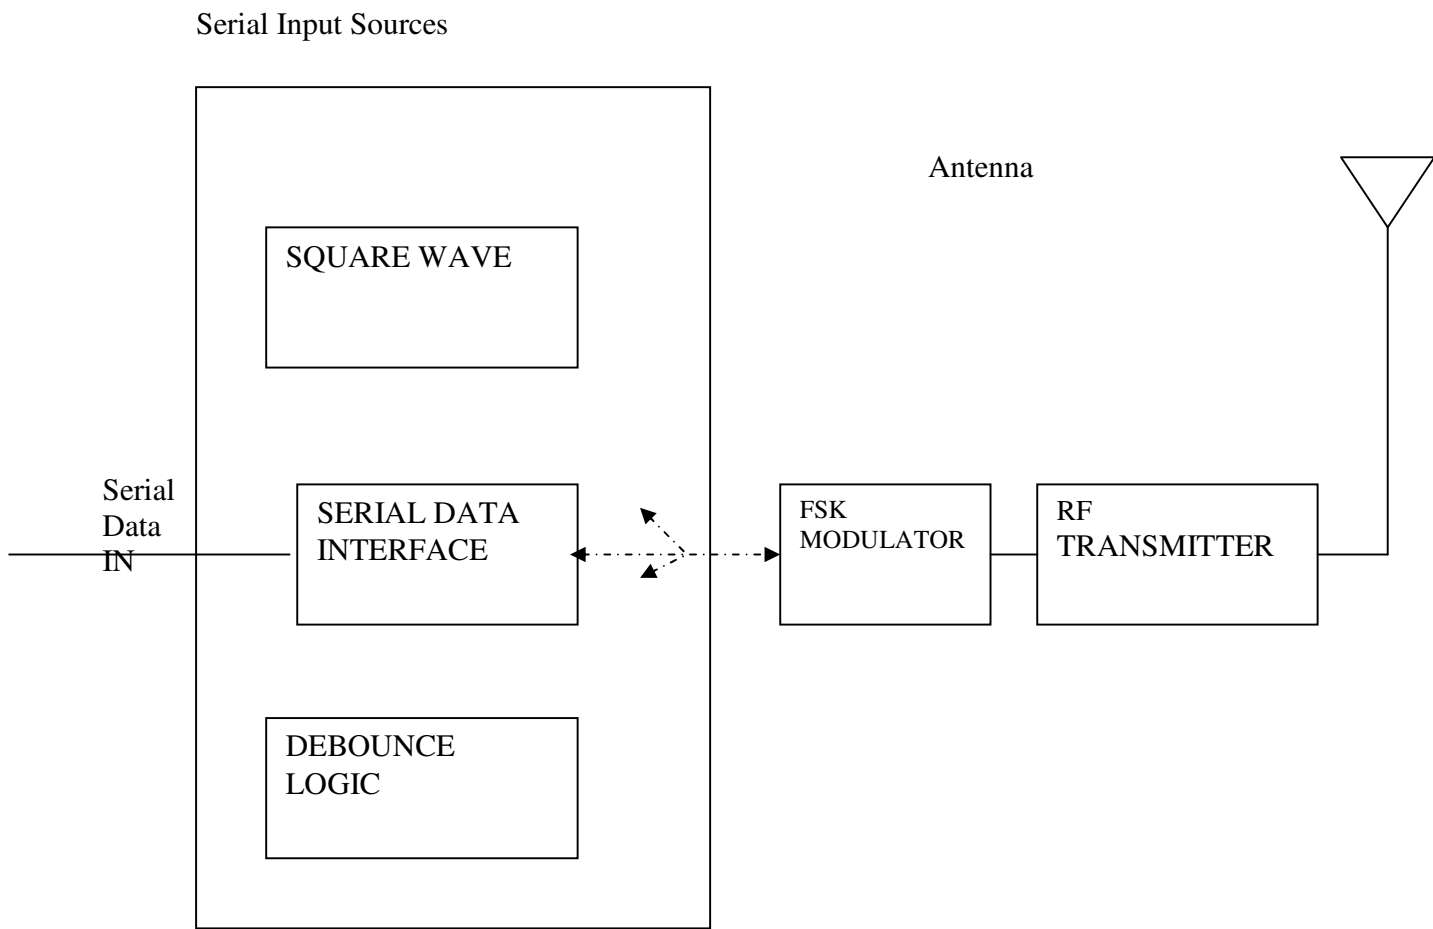 Serial Input Sources
Antenna
SQUARE WAVE
Serial
Data
IN
SERIAL DATA
INTERFACE
FSK
MODULATOR
RF
TRANSMITTER
DEBOUNCE
LOGIC